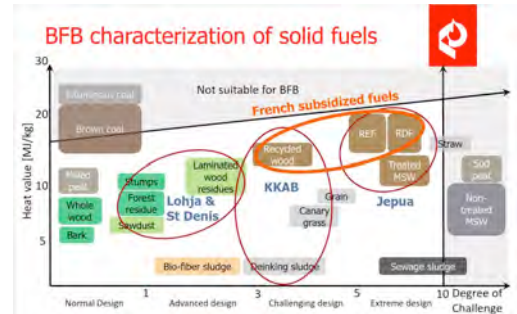 BFB characterization of solid fuels
30
Not suitable for BFB
Bituminous coal
French subsidized fuels
20
Brown coal
REF
RDF
Straw
Recycled wood
Laminated wood residues
Treated MSW
Sod peat
Milled peat
Stumps
KKAB
10
Whole wood
Forest residue
Lohja & St Denis
Grain
Jepua
Non-treated MSW
Canary grass
Bark
Sawdust
5
Bio-fiber sludge
Deinking sludge
Sewage sludge
Heat value [MJ/kg]
1
3
5
10
Degree of Challenge
Normal Design
Advanced design
Challenging design
Extreme design